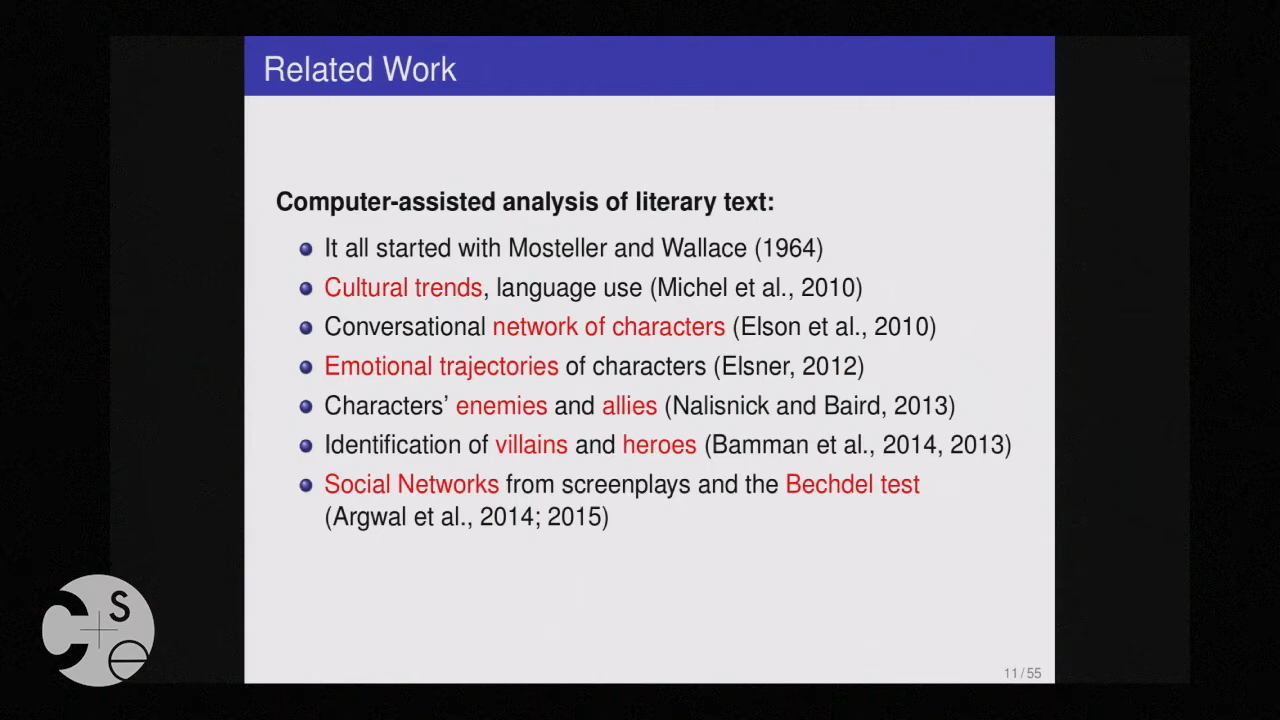 Related Work
Computer-assisted analysis of literary text:
It all started with Mosteller and Wallace (1964)
Cultural trends, language use (Michel et al., 2010)
Conversational network of characters (Elson et al., 2010)
Emotional trajectories of characters (Elsner, 2012)
Characters' enemies and allies (Nalisnick and Baird, 2013)
Identification of villains and heroes (Bamman et al., 2014, 2013)
Social Networks from screenplays and the Bechdel test
(Argwal et al., 2014; 2015)
11 / 55
C S e